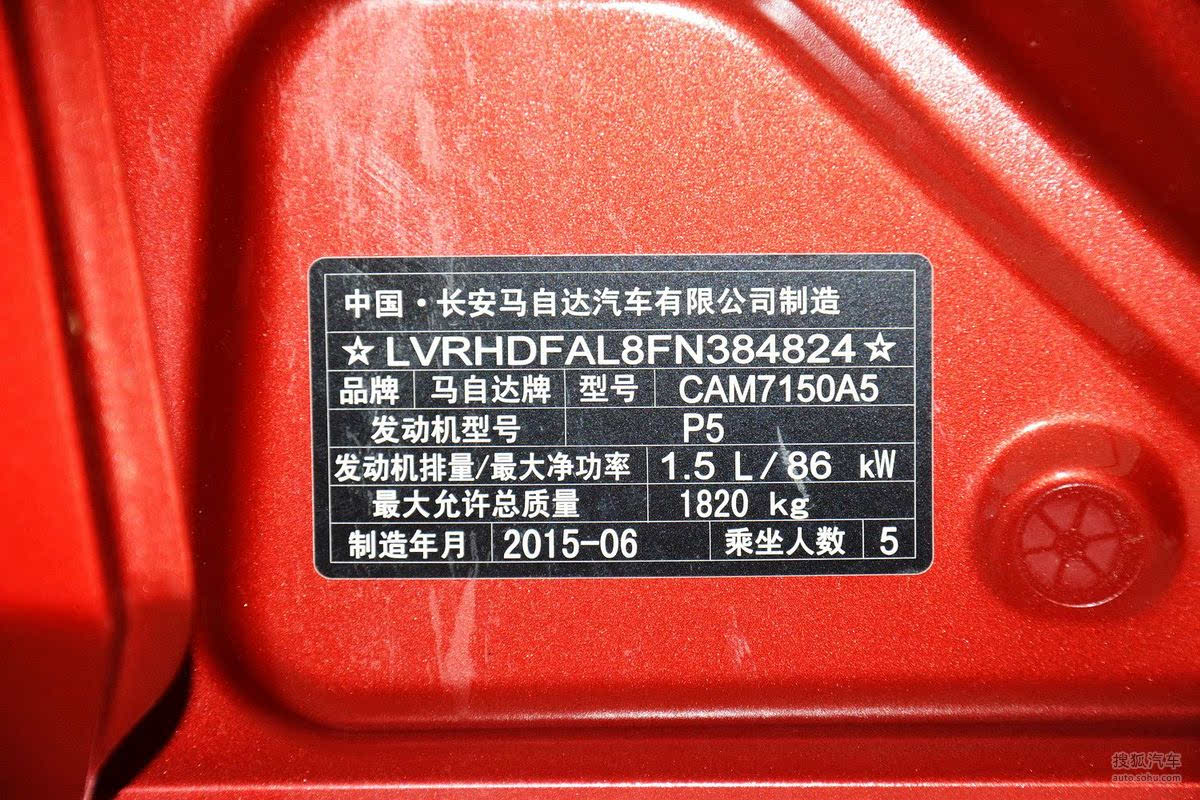 中国·长安马自达汽车有限公司制造
☆LVRHDFAL8FN384824☆
品牌 马自达牌 型号 CAM7150A5
发动机型号 P5
发动机排量/最大净功率 1.5 L/86 kW
最大允许总质量 1820 kg
制造年月 2015-06 乘坐人数 5
搜狐汽车
auto.sohu.com